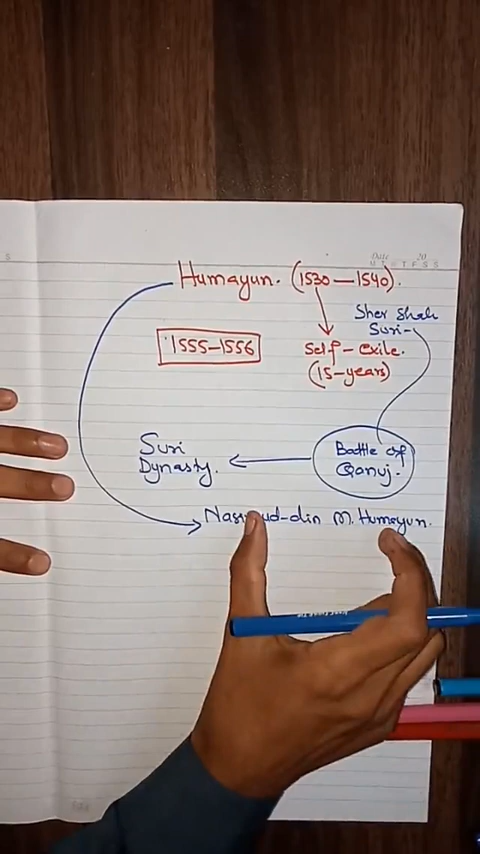 Humayun. (1530—1540).
Sher Shah
Suri-
1555–1556
Self-exile.
(15-years)
Suri
Dynasty.
Battle of
Qanuj.
M. Humayun.